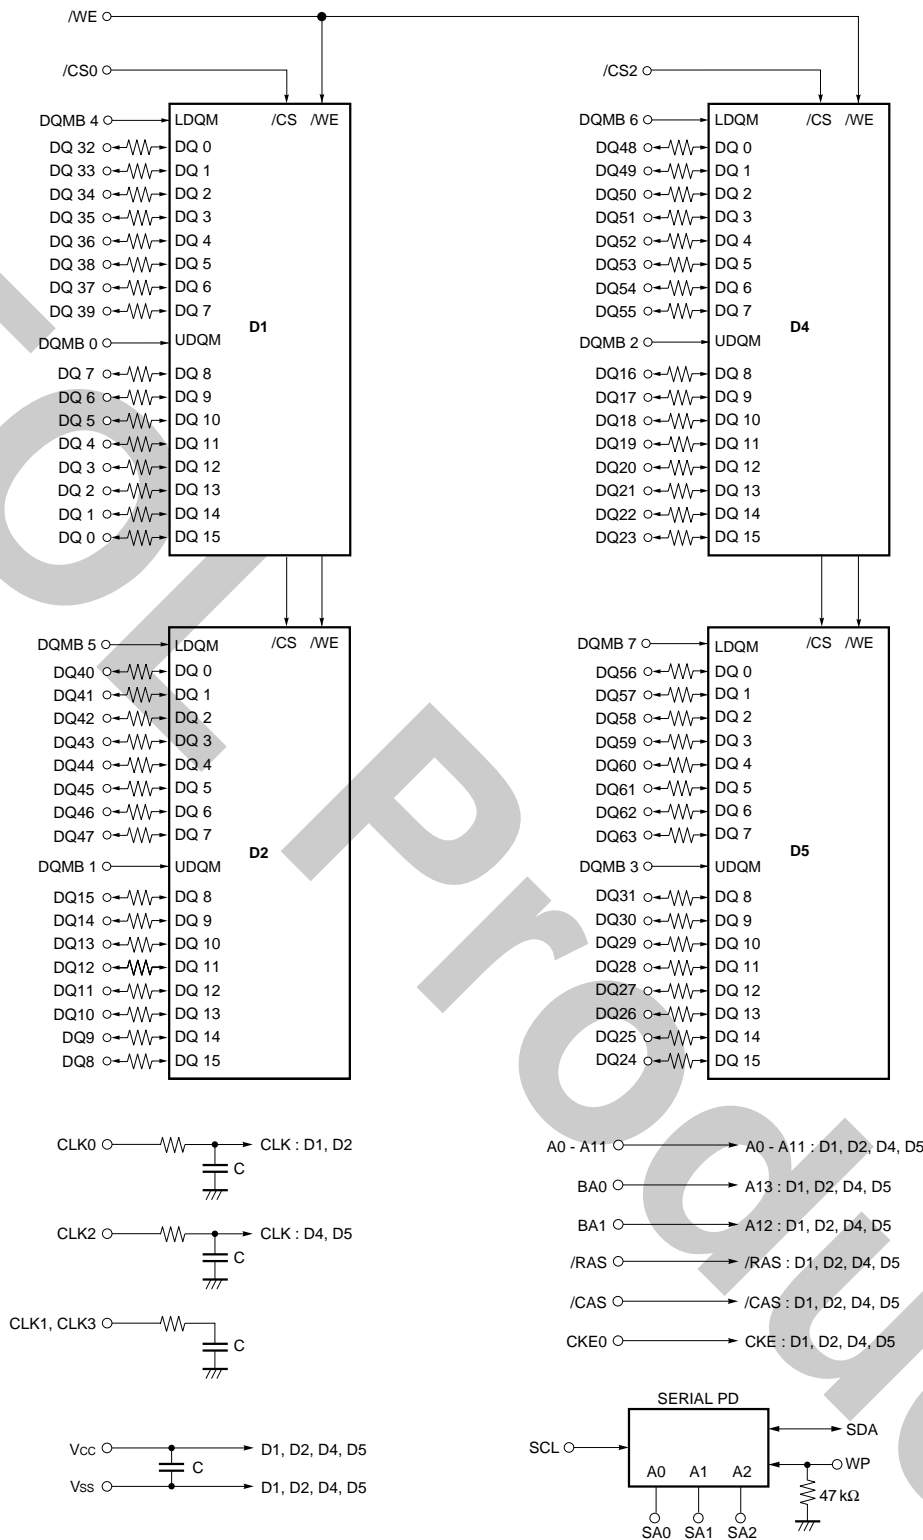 /WE
/CS0
/CS2
DQMB 4 LDQM /CS /WE
DQ 32 DQ 0
DQ 33 DQ 1
DQ 34 DQ 2
DQ 35 DQ 3
DQ 36 DQ 4
DQ 38 DQ 5
DQ 37 DQ 6
DQ 39 DQ 7
D1
DQMB 0 UDQM
DQ 7 DQ 8
DQ 6 DQ 9
DQ 5 DQ 10
DQ 4 DQ 11
DQ 3 DQ 12
DQ 2 DQ 13
DQ 1 DQ 14
DQ 0 DQ 15
DQMB 6 LDQM /CS /WE
DQ48 DQ 0
DQ49 DQ 1
DQ50 DQ 2
DQ51 DQ 3
DQ52 DQ 4
DQ53 DQ 5
DQ54 DQ 6
DQ55 DQ 7
D4
DQMB 2 UDQM
DQ16 DQ 8
DQ17 DQ 9
DQ18 DQ 10
DQ19 DQ 11
DQ20 DQ 12
DQ21 DQ 13
DQ22 DQ 14
DQ23 DQ 15
DQMB 5 LDQM /CS /WE
DQ40 DQ 0
DQ41 DQ 1
DQ42 DQ 2
DQ43 DQ 3
DQ44 DQ 4
DQ45 DQ 5
DQ46 DQ 6
DQ47 DQ 7
D2
DQMB 1 UDQM
DQ15 DQ 8
DQ14 DQ 9
DQ13 DQ 10
DQ12 DQ 11
DQ11 DQ 12
DQ10 DQ 13
DQ9 DQ 14
DQ8 DQ 15
DQMB 7 LDQM /CS /WE
DQ56 DQ 0
DQ57 DQ 1
DQ58 DQ 2
DQ59 DQ 3
DQ60 DQ 4
DQ61 DQ 5
DQ62 DQ 6
DQ63 DQ 7
D5
DQMB 3 UDQM
DQ31 DQ 8
DQ30 DQ 9
DQ29 DQ 10
DQ28 DQ 11
DQ27 DQ 12
DQ26 DQ 13
DQ25 DQ 14
DQ24 DQ 15
CLK0 CLK : D1, D2
C
CLK2 CLK : D4, D5
C
CLK1, CLK3
C
Vcc D1, D2, D4, D5
C
Vss D1, D2, D4, D5
A0 - A11 A0 - A11 : D1, D2, D4, D5
BA0 A13 : D1, D2, D4, D5
BA1 A12 : D1, D2, D4, D5
/RAS /RAS : D1, D2, D4, D5
/CAS /CAS : D1, D2, D4, D5
CKE0 CKE : D1, D2, D4, D5
SERIAL PD
SCL SDA
WP
A0 A1 A2
47 kΩ
SA0 SA1 SA2